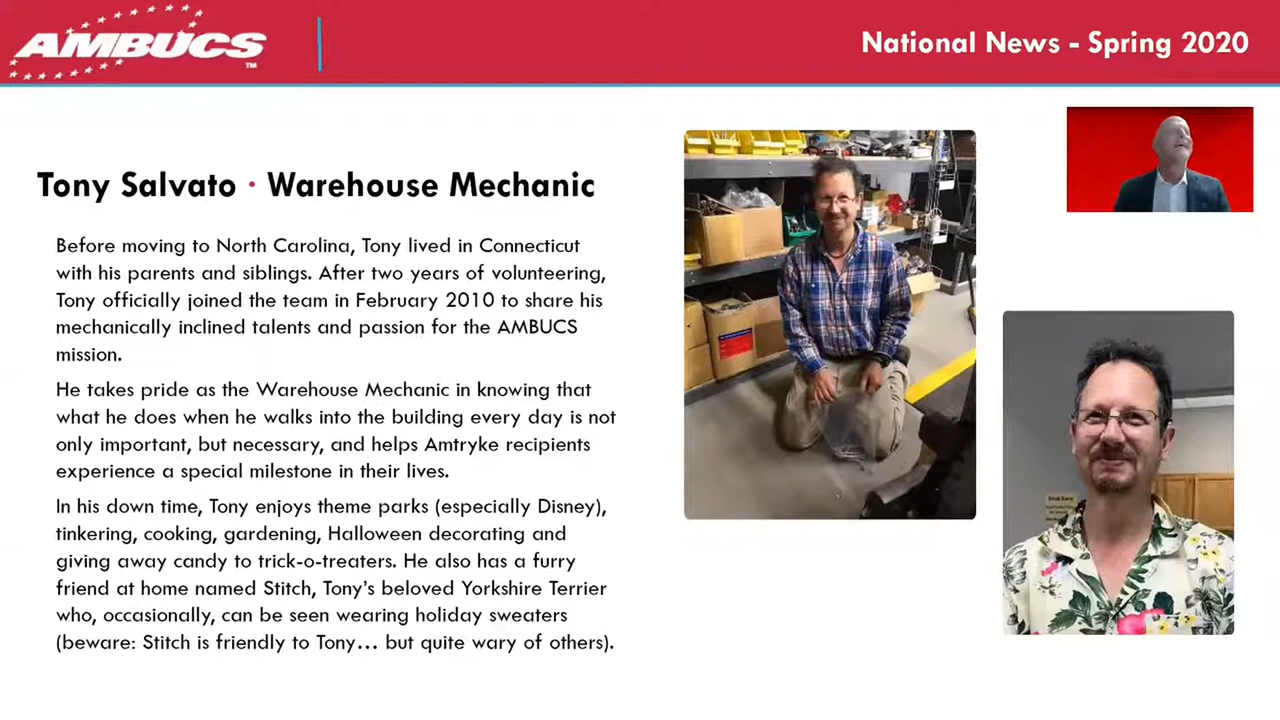 AMBUCS
TM
National News - Spring 2020
Tony Salvato · Warehouse Mechanic
Before moving to North Carolina, Tony lived in Connecticut
with his parents and siblings. After two years of volunteering,
Tony officially joined the team in February 2010 to share his
mechanically inclined talents and passion for the AMBUCS
mission.
He takes pride as the Warehouse Mechanic in knowing that
what he does when he walks into the building every day is not
only important, but necessary, and helps Amtryke recipients
experience a special milestone in their lives.
In his down time, Tony enjoys theme parks (especially Disney),
tinkering, cooking, gardening, Halloween decorating and
giving away candy to trick-o-treaters. He also has a furry
friend at home named Stitch, Tony’s beloved Yorkshire Terrier
who, occasionally, can be seen wearing holiday sweaters
(beware: Stitch is friendly to Tony… but quite wary of others).